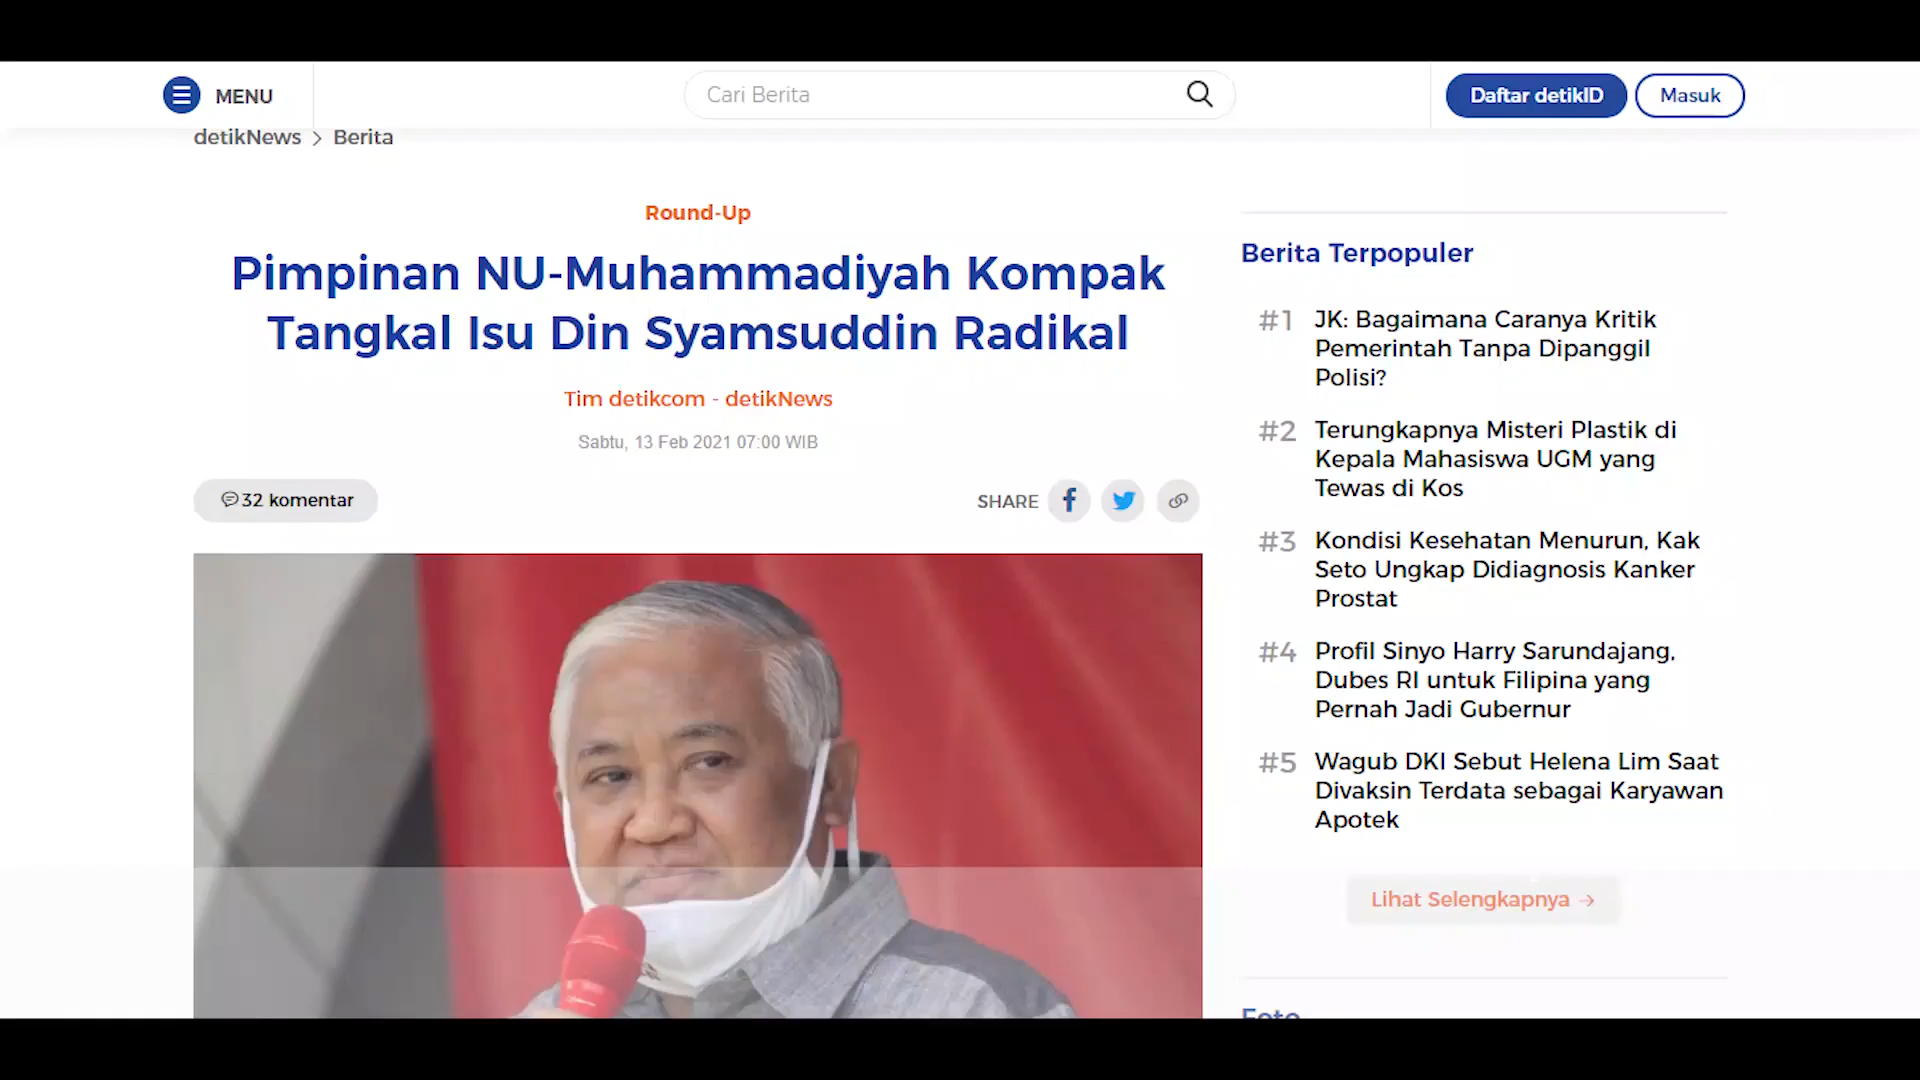 MENU
Cari Berita
Daftar detikID
Masuk
detikNews > Berita
Round-Up
Pimpinan NU-Muhammadiyah Kompak
Tangkal Isu Din Syamsuddin Radikal
Tim detikcom - detikNews
Sabtu, 13 Feb 2021 07:00 WIB
32 komentar
SHARE
Berita Terpopuler
#1 JK: Bagaimana Caranya Kritik
Pemerintah Tanpa Dipanggil
Polisi?
#2 Terungkapnya Misteri Plastik di
Kepala Mahasiswa UGM yang
Tewas di Kos
#3 Kondisi Kesehatan Menurun, Kak
Seto Ungkap Didiagnosis Kanker
Prostat
#4 Profil Sinyo Harry Sarundajang,
Dubes RI untuk Filipina yang
Pernah Jadi Gubernur
#5 Wagub DKI Sebut Helena Lim Saat
Divaksin Terdata sebagai Karyawan
Apotek
Lihat Selengkapnya →
Foto